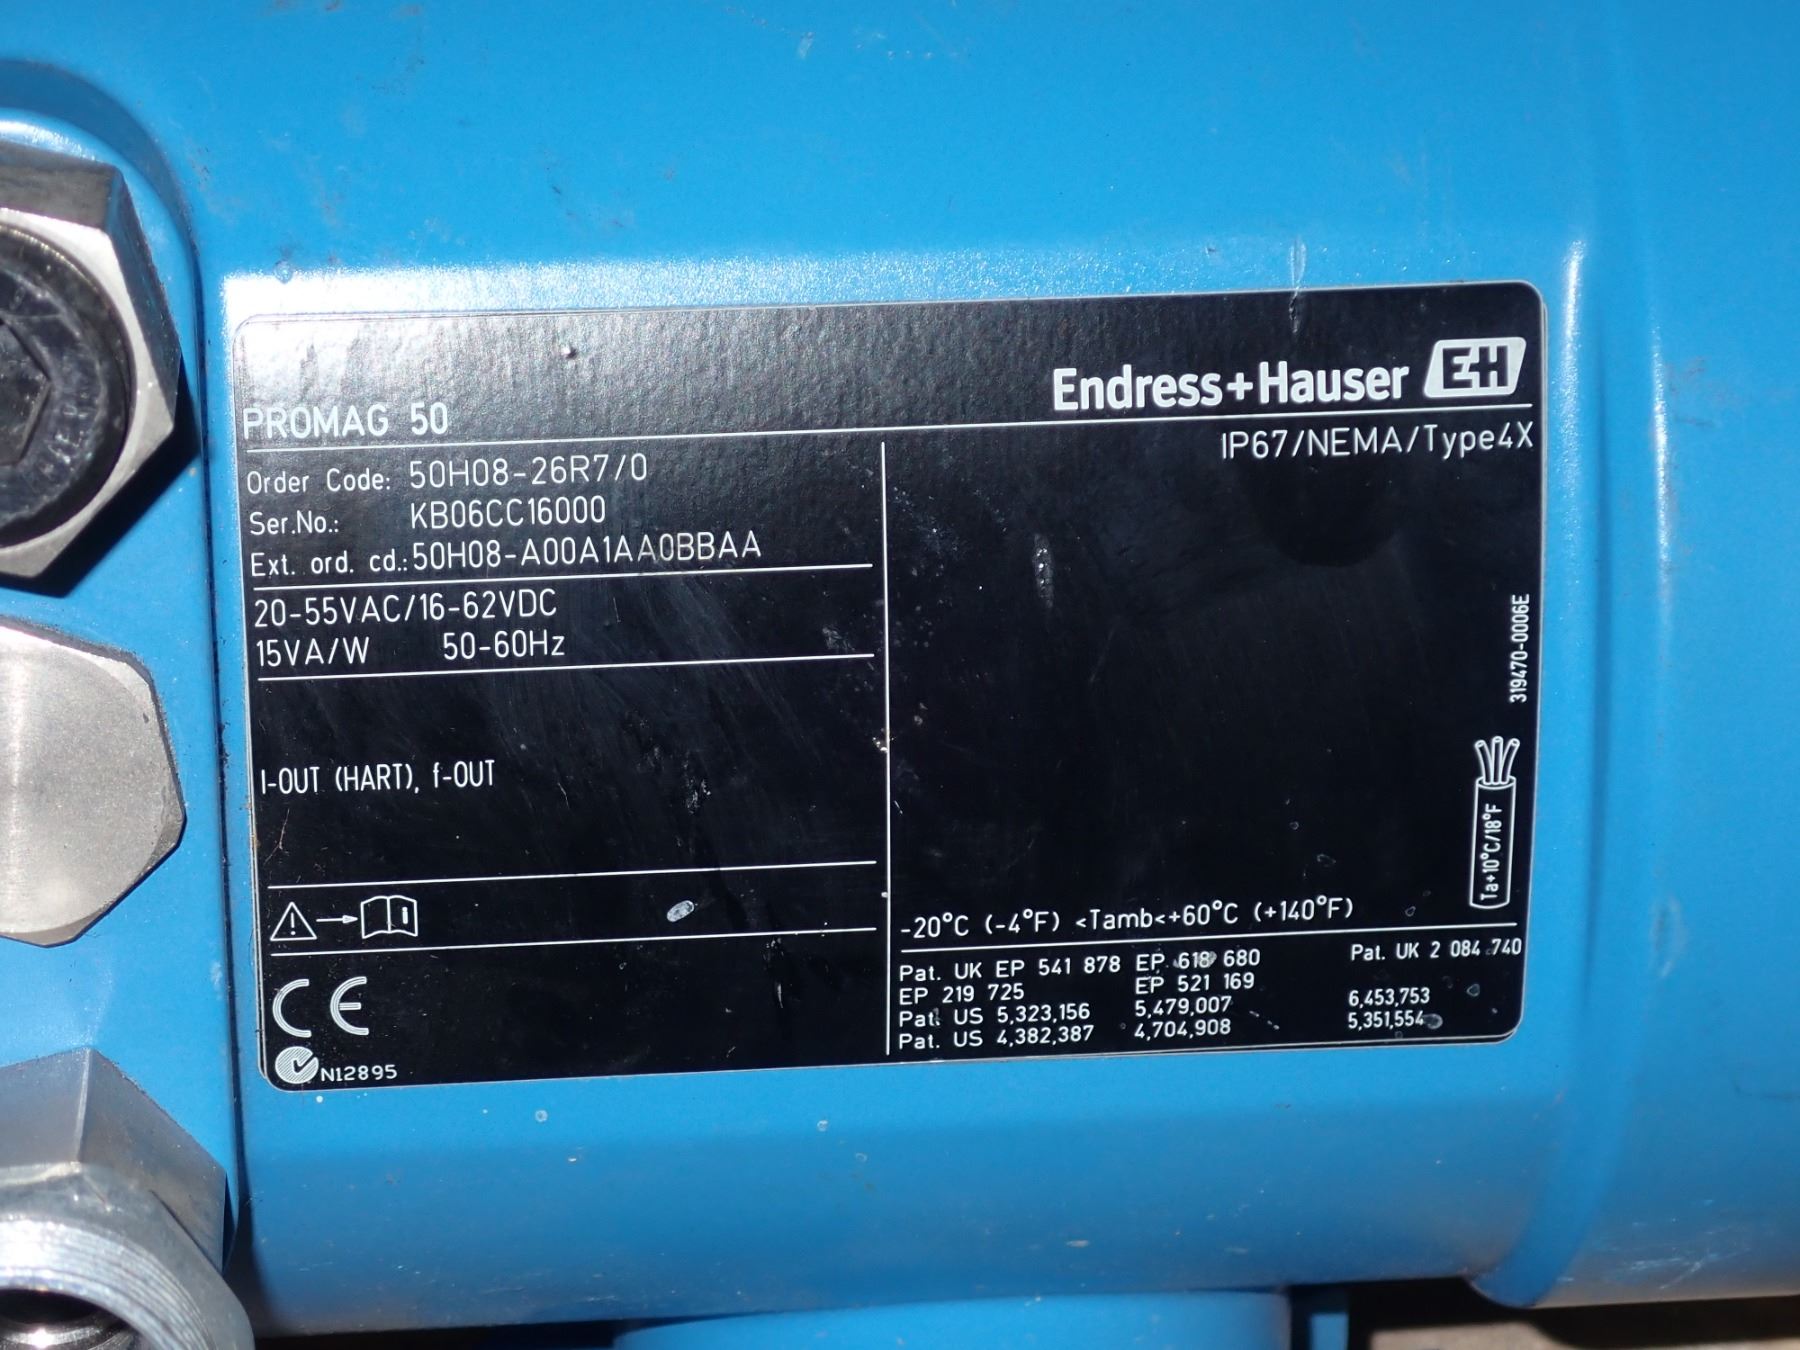 Endress+Hauser EH
PROMAG 50
IP67/NEMA/Type4X
Order Code: 50H08-26R7/0
Ser.No.: KB06CC16000
Ext. ord. cd.: 50H08-A00A1AA0BBAA
20-55VAC/16-62VDC
15VA/W 50-60Hz
I-OUT (HART), f-OUT
i
CE
N12895
319470-0006E
Ta+10°C/18°F
-20°C (-4°F) <Tamb<+60°C (+140°F)
Pat. UK EP 541 878 EP 618 680 Pat. UK 2 084 740
EP 219 725 EP 521 169
Pat. US 5,323,156 5,479,007 6,453,753
Pat. US 4,382,387 4,704,908 5,351,554